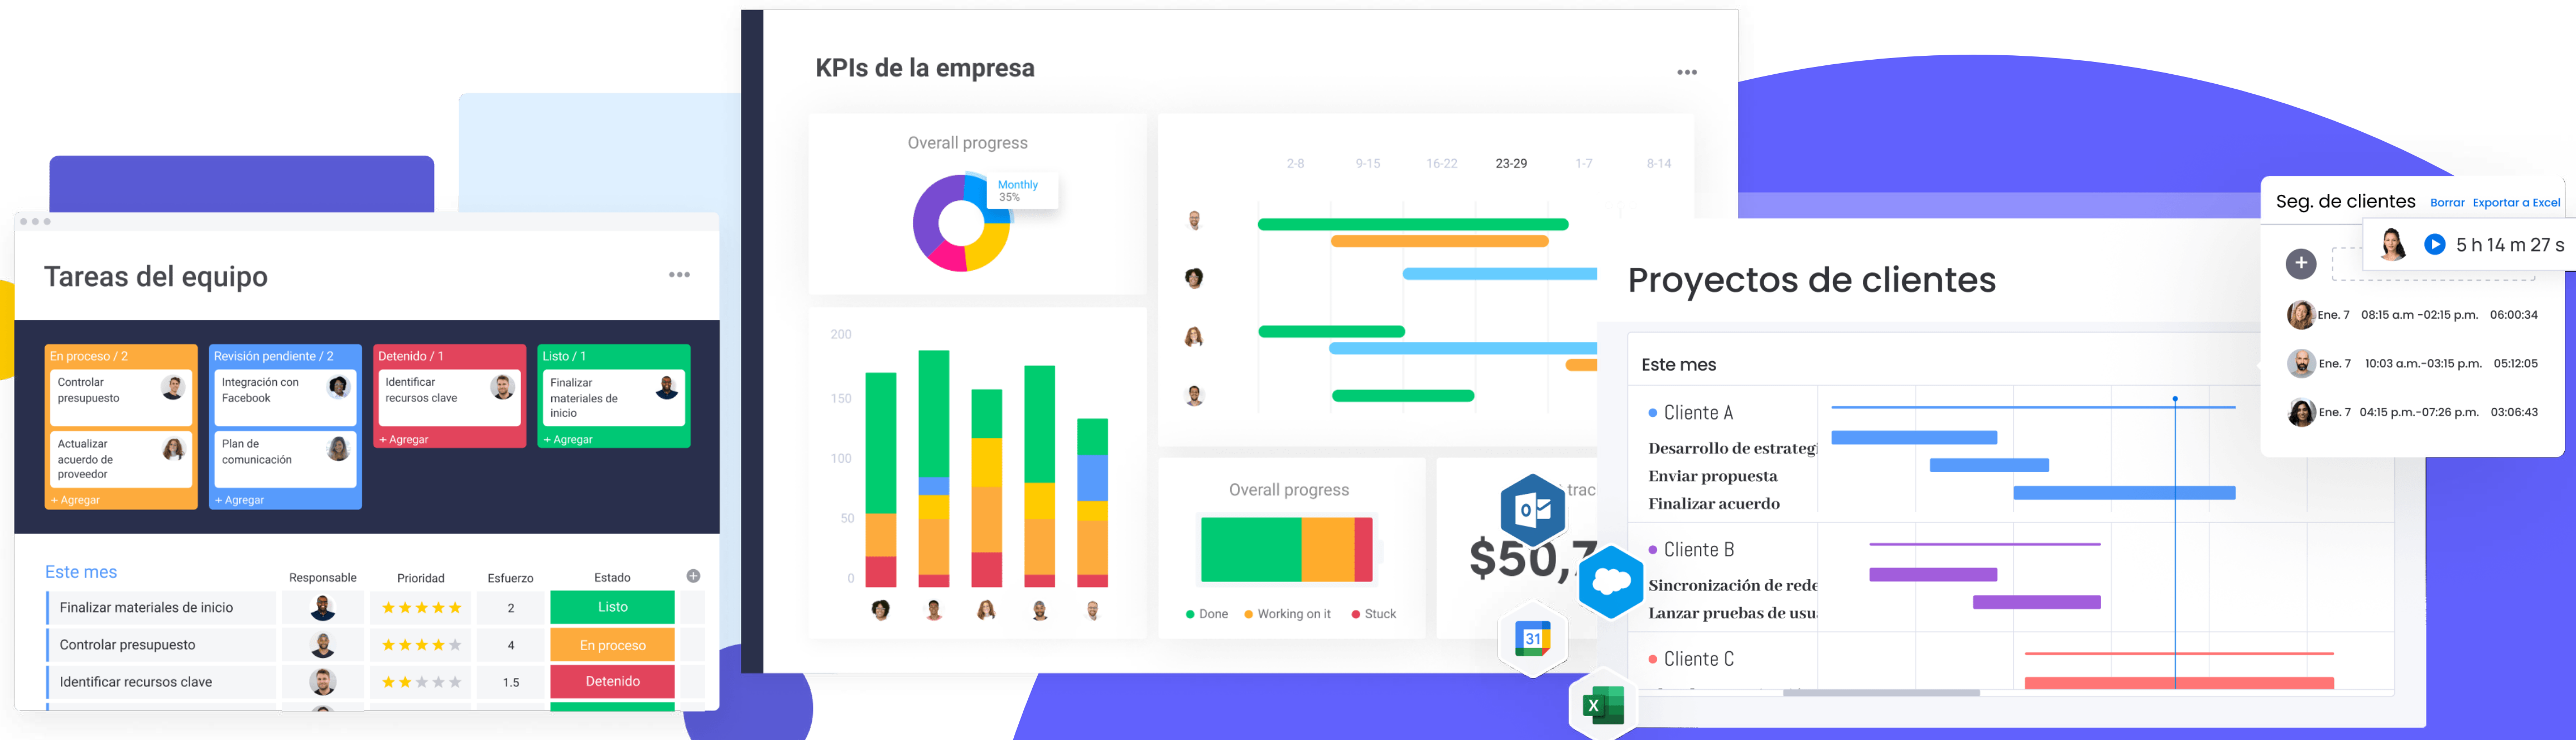 Tareas del equipo
En proceso / 2
Controlar
presupuesto
Actualizar
acuerdo de
proveedor
+ Agregar
Revisión pendiente / 2
Integración con
Facebook
Plan de
comunicación
+ Agregar
Detenido / 1
Identificar
recursos clave
+ Agregar
Listo / 1
Finalizar
materiales de
inicio
+ Agregar
Este mes Responsable Prioridad Esfuerzo Estado
Finalizar materiales de inicio 2 Listo
Controlar presupuesto 4 En proceso
Identificar recursos clave 1.5 Detenido
KPIs de la empresa
Overall progress
Monthly
35%
2-8 9-15 16-22 23-29 1-7 8-14
200
150
100
50
0
Overall progress
Done Working on it Stuck
$50,7
O
31
X
Proyectos de clientes
Este mes
Cliente A
Desarrollo de estrategi
Enviar propuesta
Finalizar acuerdo
Cliente B
Sincronización de rede
Lanzar pruebas de usu
Cliente C
Seg. de clientes Borrar Exportar a Excel
5 h 14 m 27 s
Ene. 7 08:15 a.m -02:15 p.m. 06:00:34
Ene. 7 10:03 a.m.-03:15 p.m. 05:12:05
Ene. 7 04:15 p.m.-07:26 p.m. 03:06:43